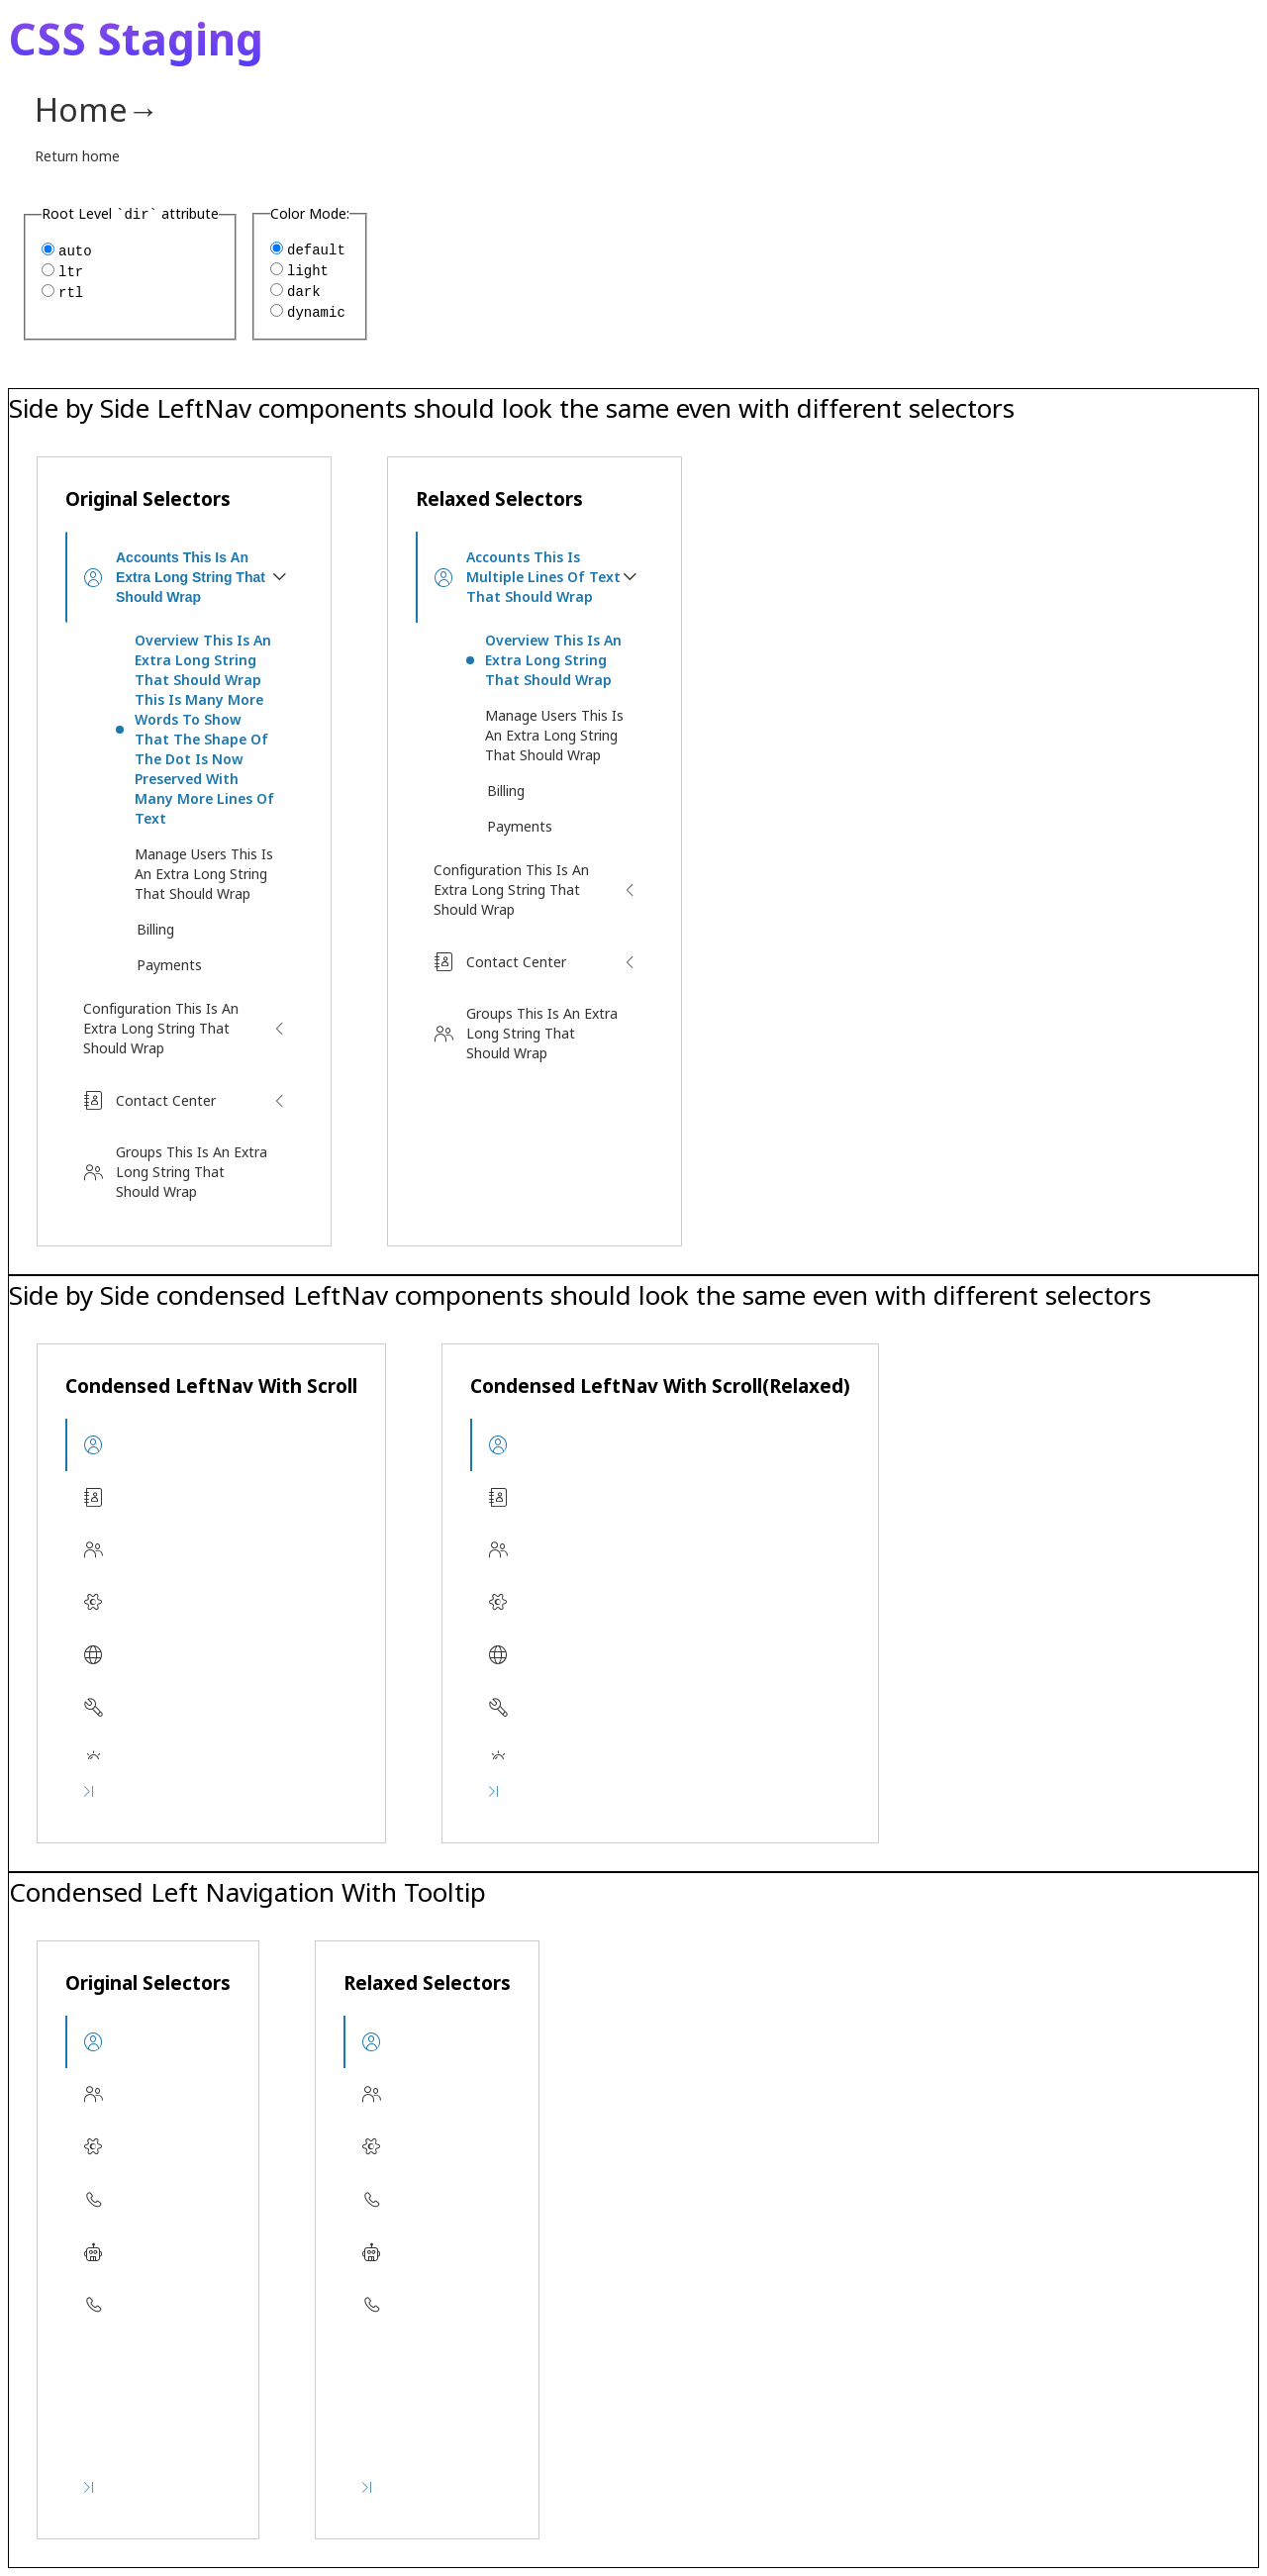 CSS Staging
Home→
Return home
Root Level `dir` attribute
auto
ltr
rtl
Color Mode:
default
light
dark
dynamic
Side by Side LeftNav components should look the same even with different selectors
Original Selectors
Accounts This Is An
Extra Long String That
Should Wrap
Overview This Is An
Extra Long String
That Should Wrap
This Is Many More
Words To Show
That The Shape Of
The Dot Is Now
Preserved With
Many More Lines Of
Text
Manage Users This Is
An Extra Long String
That Should Wrap
Billing
Payments
Configuration This Is An
Extra Long String That
Should Wrap
Contact Center
Groups This Is An Extra
Long String That
Should Wrap
Relaxed Selectors
Accounts This Is
Multiple Lines Of Text
That Should Wrap
Overview This Is An
Extra Long String
That Should Wrap
Manage Users This Is
An Extra Long String
That Should Wrap
Billing
Payments
Configuration This Is An
Extra Long String That
Should Wrap
Contact Center
Groups This Is An Extra
Long String That
Should Wrap
Side by Side condensed LeftNav components should look the same even with different selectors
Condensed LeftNav With Scroll
Condensed LeftNav With Scroll(Relaxed)
Condensed Left Navigation With Tooltip
Original Selectors
Relaxed Selectors